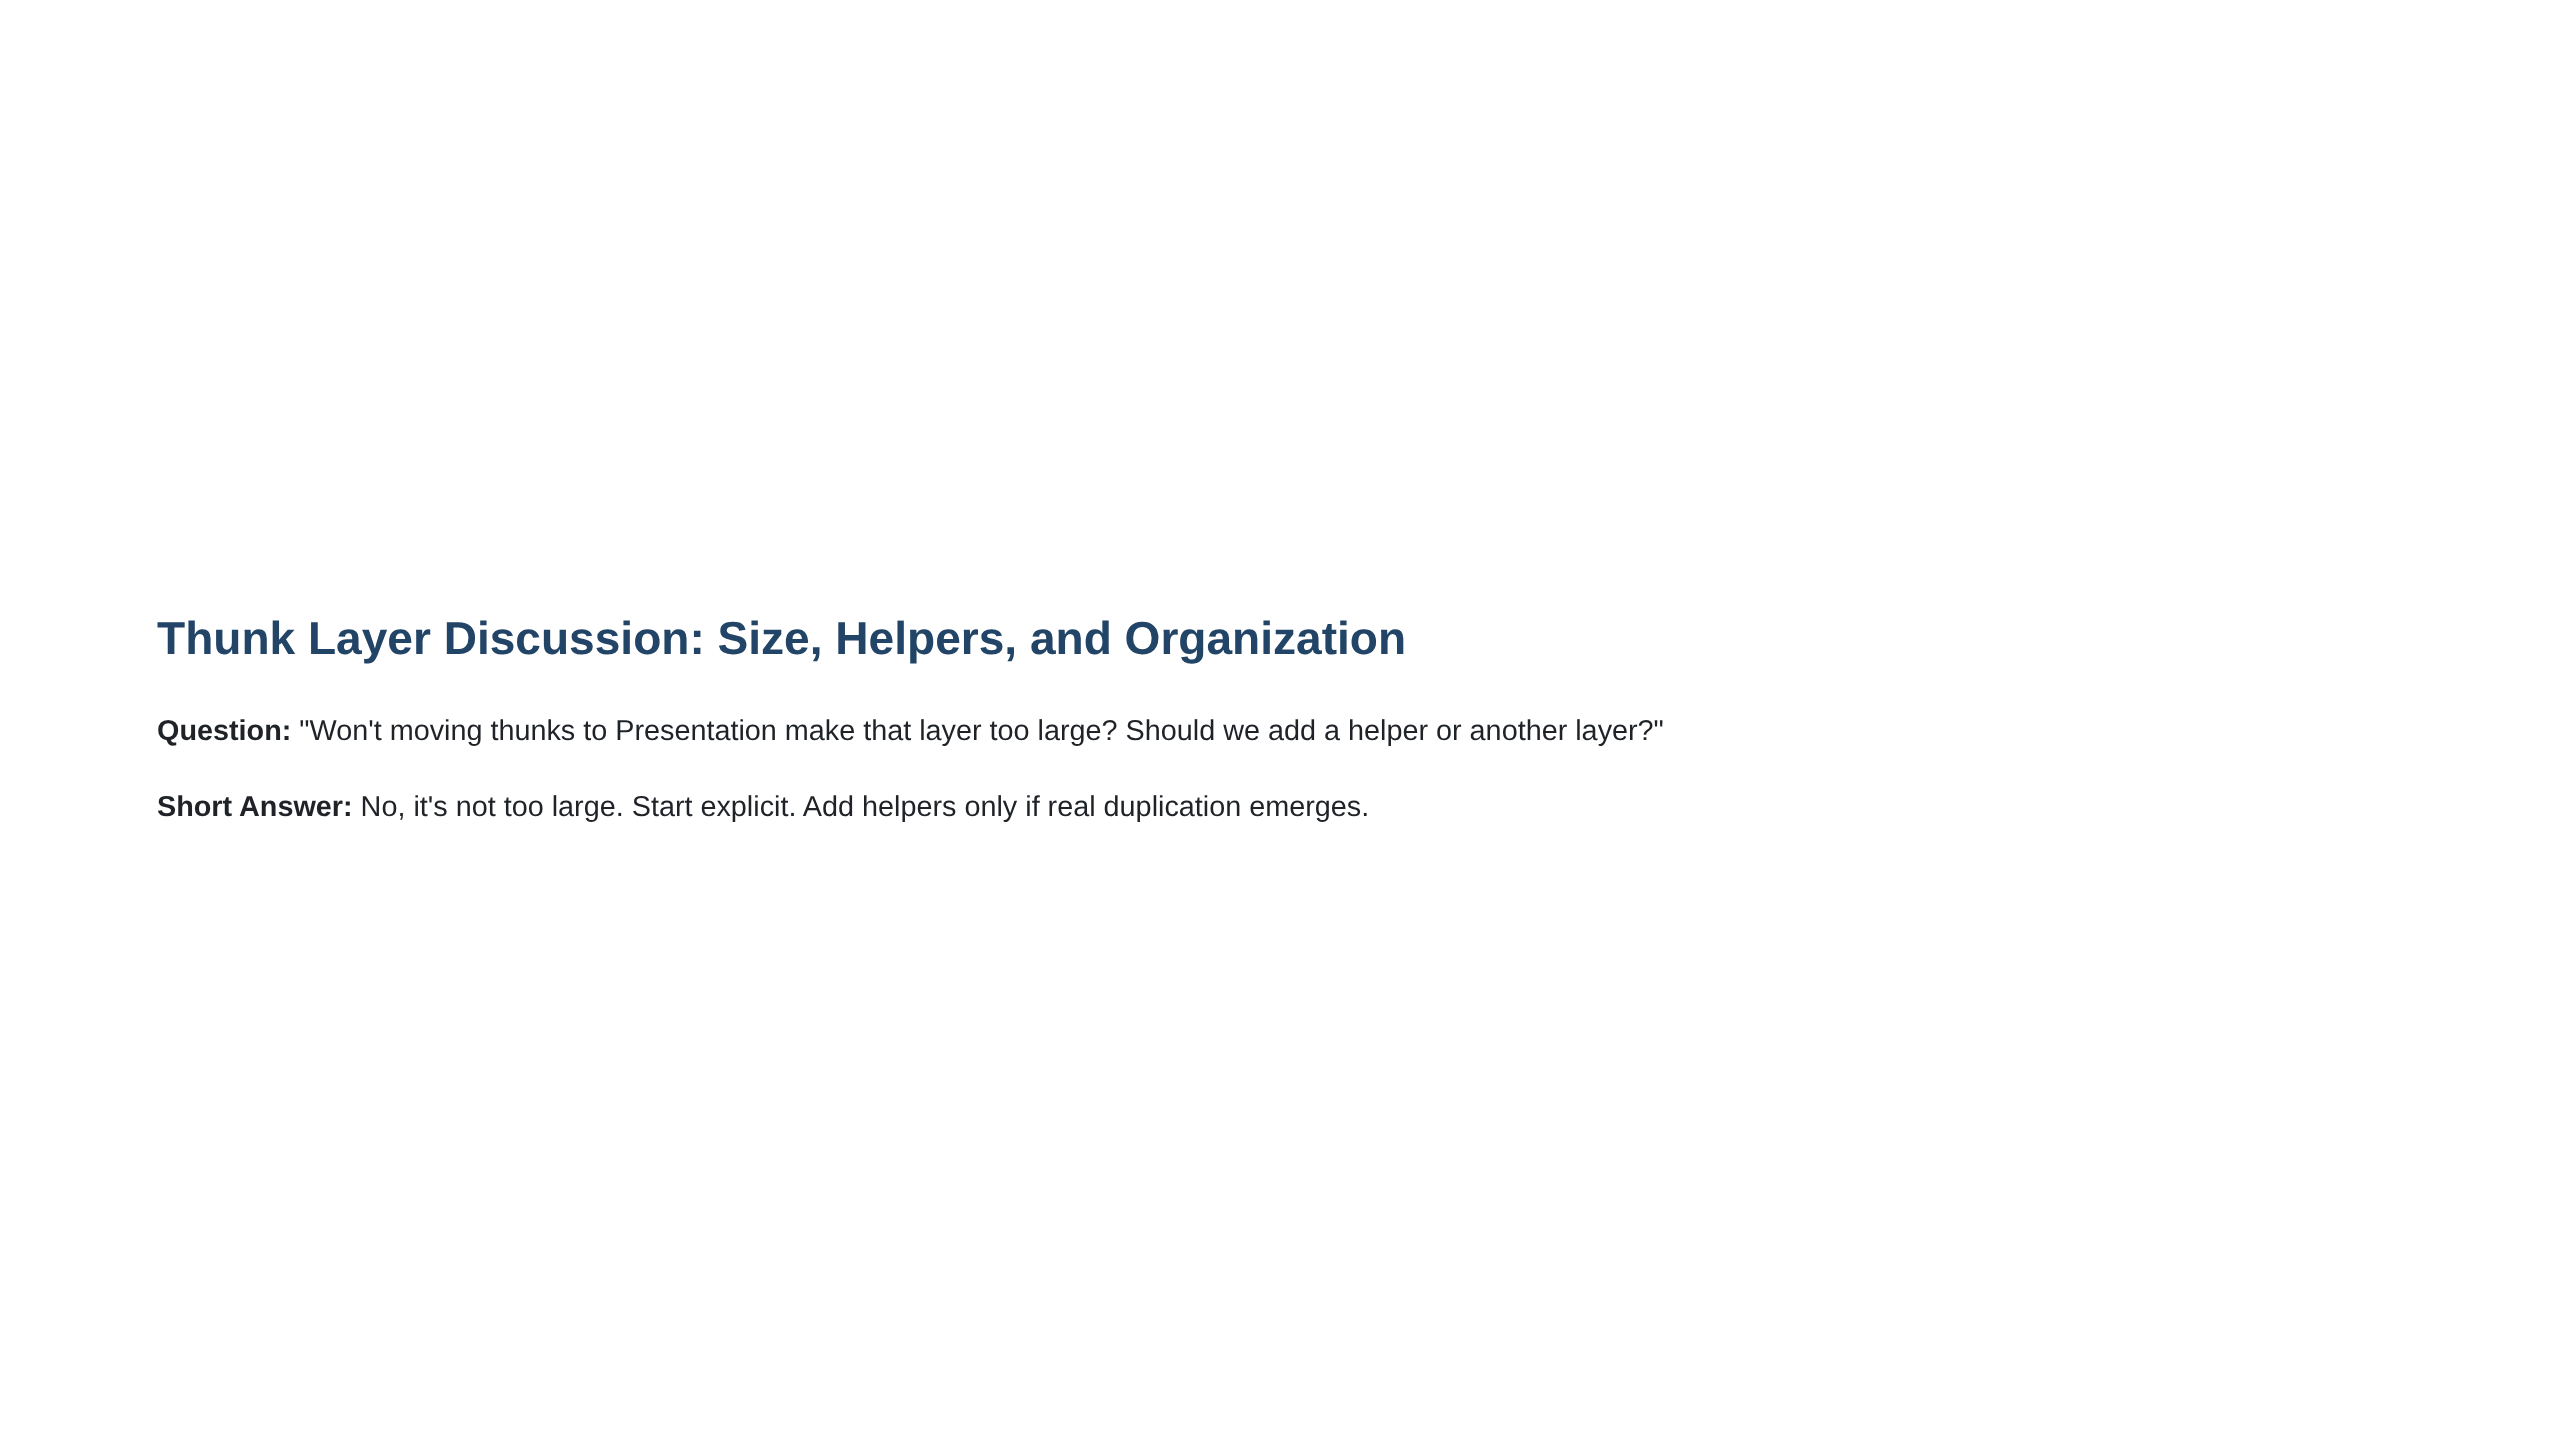 Thunk Layer Discussion: Size, Helpers, and Organization
Question: "Won't moving thunks to Presentation make that layer too large? Should we add a helper or another layer?"
Short Answer: No, it's not too large. Start explicit. Add helpers only if real duplication emerges.